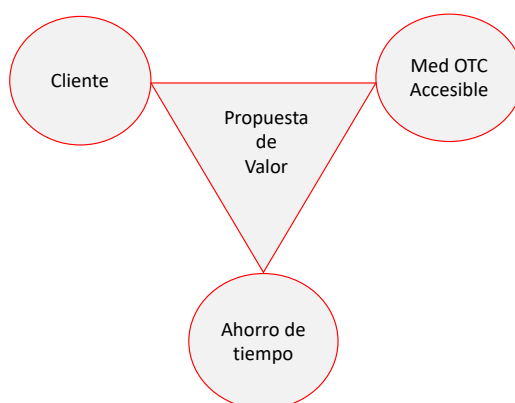 Cliente
Med OTC
Accesible
Propuesta
de
Valor
Ahorro de
tiempo